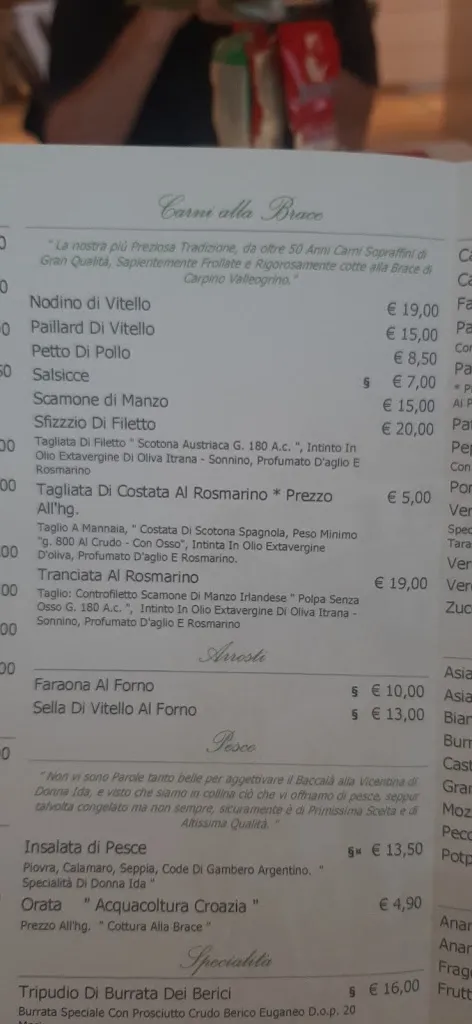 Carni alla Brace
" La nostra più Preziosa Tradizione, da oltre 50 Anni Carni Sopraffini di
Gran Qualità, Sapientemente Frollate e Rigorosamente cotte alla Brace di
Carpino Valleogrino. "
Nodino di Vitello € 19,00
Paillard Di Vitello € 15,00
Petto Di Pollo € 8,50
Salsicce § € 7,00
Scamone di Manzo € 15,00
Sfizzzio Di Filetto € 20,00
Tagliata Di Filetto " Scotona Austriaca G. 180 A.c. ", Intinto In
Olio Extavergine Di Oliva Itrana - Sonnino, Profumato D'aglio E
Rosmarino
Tagliata Di Costata Al Rosmarino * Prezzo € 5,00
All'hg.
Taglio A Mannaia, " Costata Di Scotona Spagnola, Peso Minimo
"g. 800 Al Crudo - Con Osso", Intinta In Olio Extavergine
D'oliva, Profumato D'aglio E Rosmarino.
Tranciata Al Rosmarino € 19,00
Taglio: Controfiletto Scamone Di Manzo Irlandese " Polpa Senza
Osso G. 180 A.c. ", Intinto In Olio Extavergine Di Oliva Itrana -
Sonnino, Profumato D'aglio E Rosmarino
Arrosti
Faraona Al Forno § € 10,00
Sella Di Vitello Al Forno § € 13,00
Pesce
" Non vi sono Parole tanto belle per aggettivare il Baccalà alla Vicentina di
Donna Ida, e visto che siamo in collina ciò che vi offriamo di pesce, seppur
talvolta congelato ma non sempre, sicuramente è di Primissima Scelta e di
Altissima Qualità. "
Insalata di Pesce §¤ € 13,50
Piovra, Calamaro, Seppia, Code Di Gambero Argentino. "
Specialità Di Donna Ida "
Orata " Acquacoltura Croazia " € 4,90
Prezzo All'hg. " Cottura Alla Brace "
Specialità
Tripudio Di Burrata Dei Berici § € 16,00
Burrata Speciale Con Prosciutto Crudo Berico Euganeo D.o.p. 20